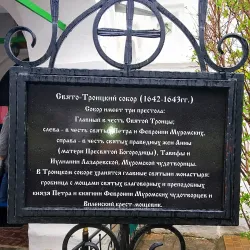 Свято-Троицкий собор (1642-1643гг.)
Собор имеет три престола:
Главный в честь Святой Троицы;
слева - в честь святых Петра и Февронии Муромских,
справа - в честь святых праведных жен Анны
(матери Пресвятой Богородицы), Тавифы и
Иулиании Лазаревской, Муромской чудотворицы.
В Троицком соборе хранятся главные святыни монастыря:
гробница с мощами святых благоверных и преподобных
князя Петра и княгини Февронии Муромских чудотворцев и
Виленский крест-мощевик.